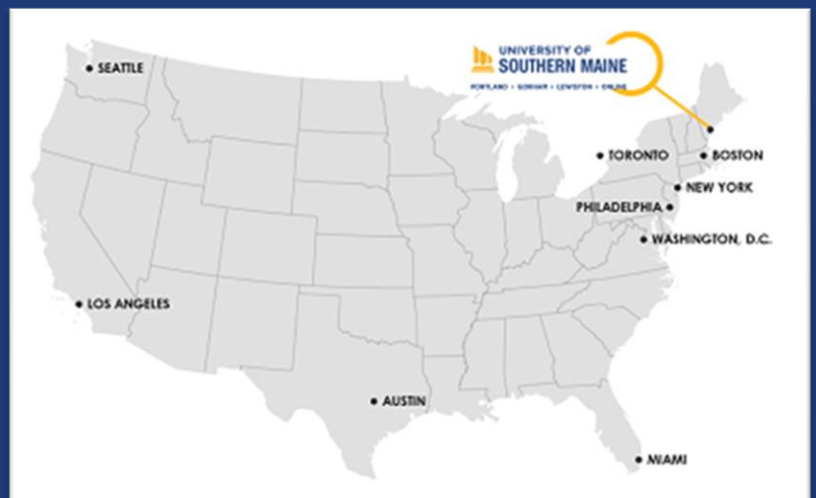 SEATTLE
UNIVERSITY OF
SOUTHERN MAINE
PORTLAND • GORHAM • LEWISTON • ONLINE
TORONTO
BOSTON
NEW YORK
PHILADELPHIA
WASHINGTON, D.C.
LOS ANGELES
AUSTIN
MIAMI